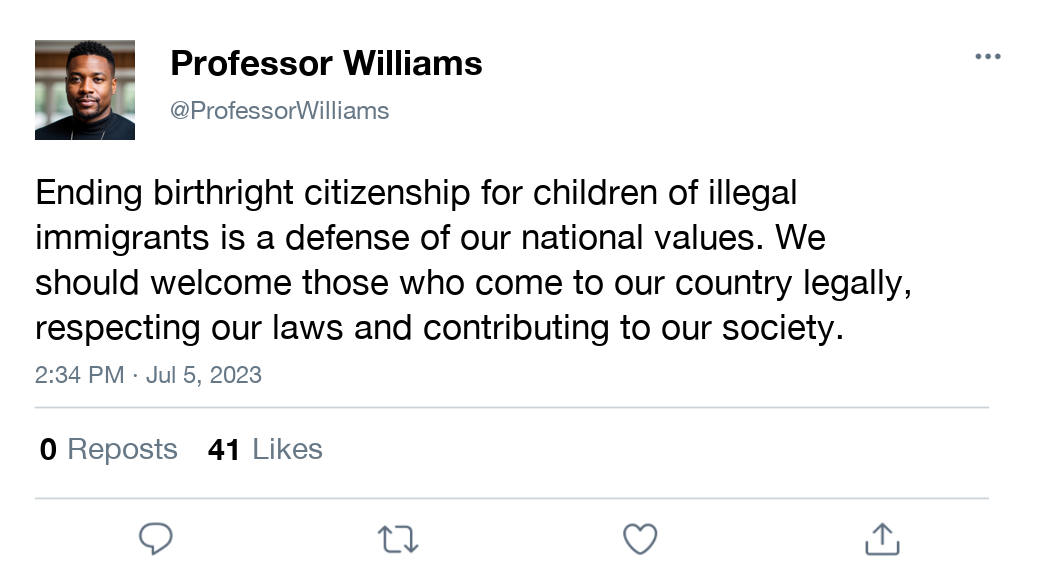 Professor Williams
@ProfessorWilliams
Ending birthright citizenship for children of illegal
immigrants is a defense of our national values. We
should welcome those who come to our country legally,
respecting our laws and contributing to our society.
2:34 PM · Jul 5, 2023
0 Reposts 41 Likes